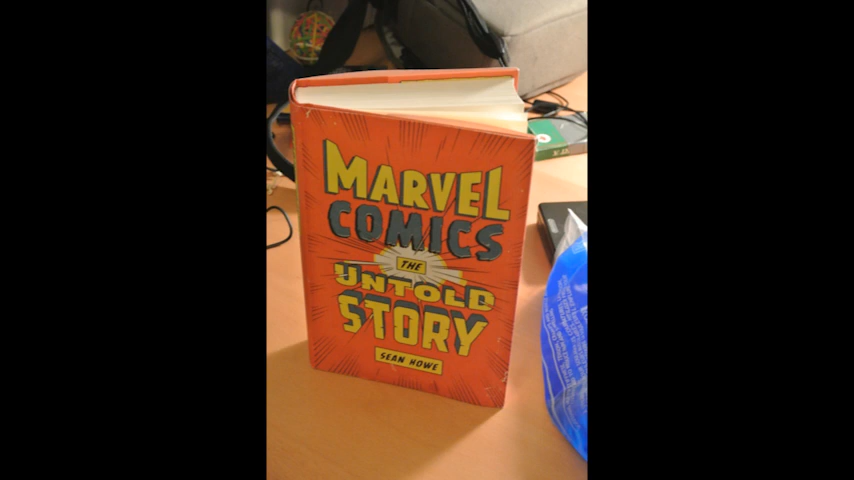 MARVEL
COMICS
THE
UNTOLD
STORY
SEAN HOWE